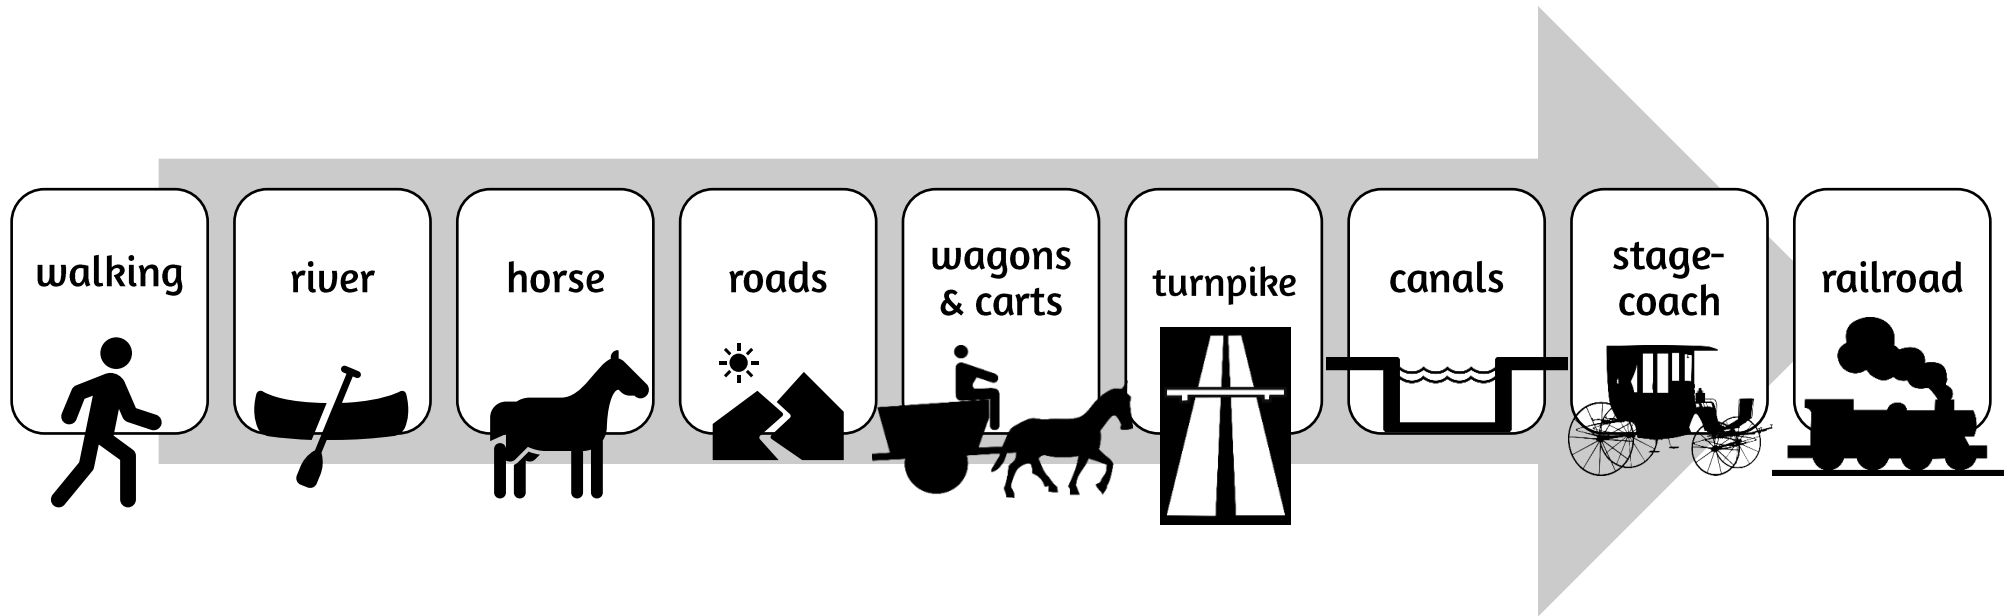 walking
river
horse
roads
wagons
& carts
turnpike
canals
stage-
coach
railroad